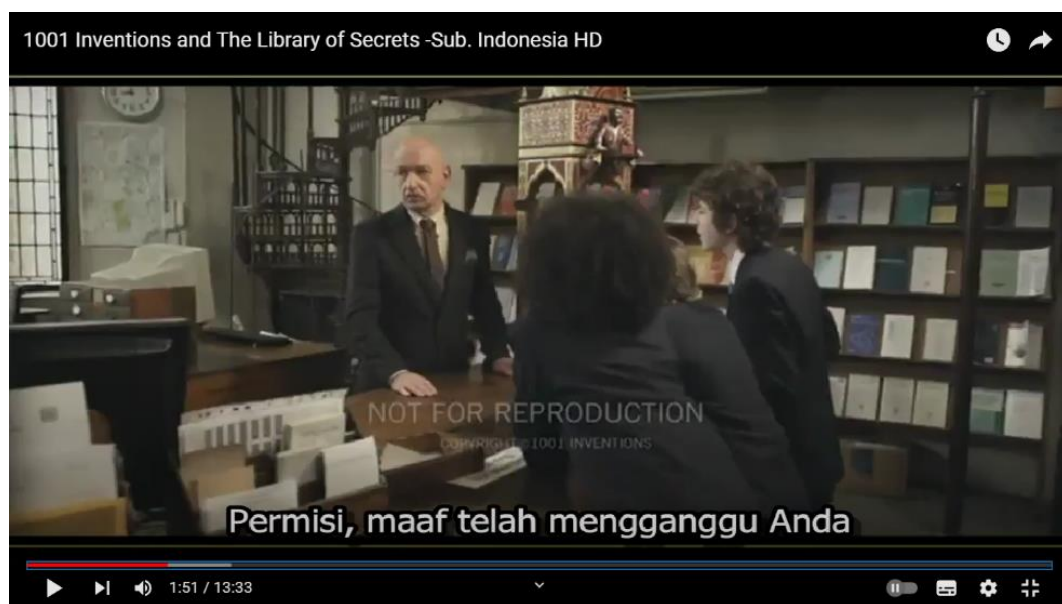 1001 Inventions and The Library of Secrets -Sub. Indonesia HD
NOT FOR REPRODUCTION
COPYRIGHT©1001 INVENTIONS
Permisi, maaf telah mengganggu Anda
1:51 / 13:33